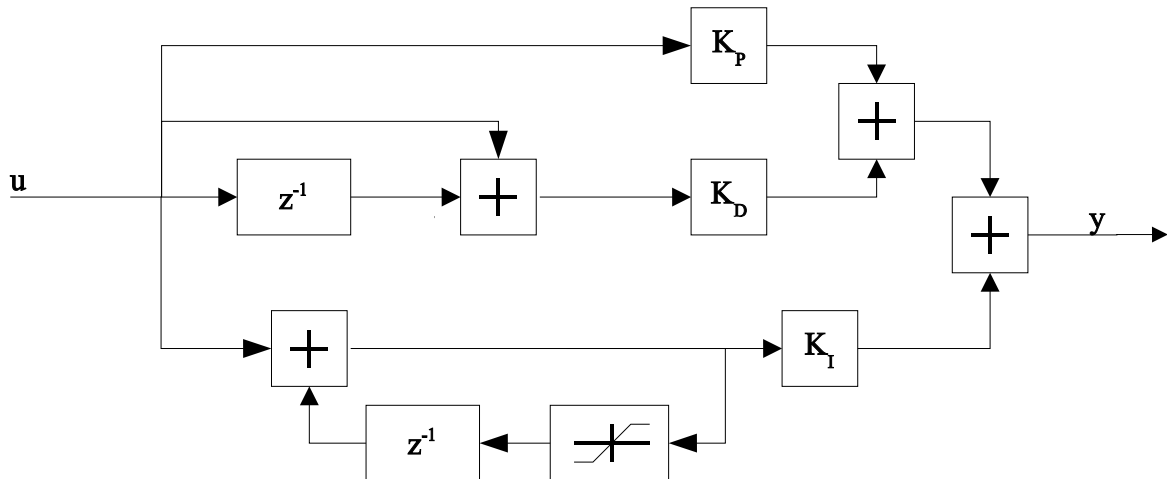 K_P
+
u
z^{-1}
+
K_D
+
y
+
K_I
z^{-1}